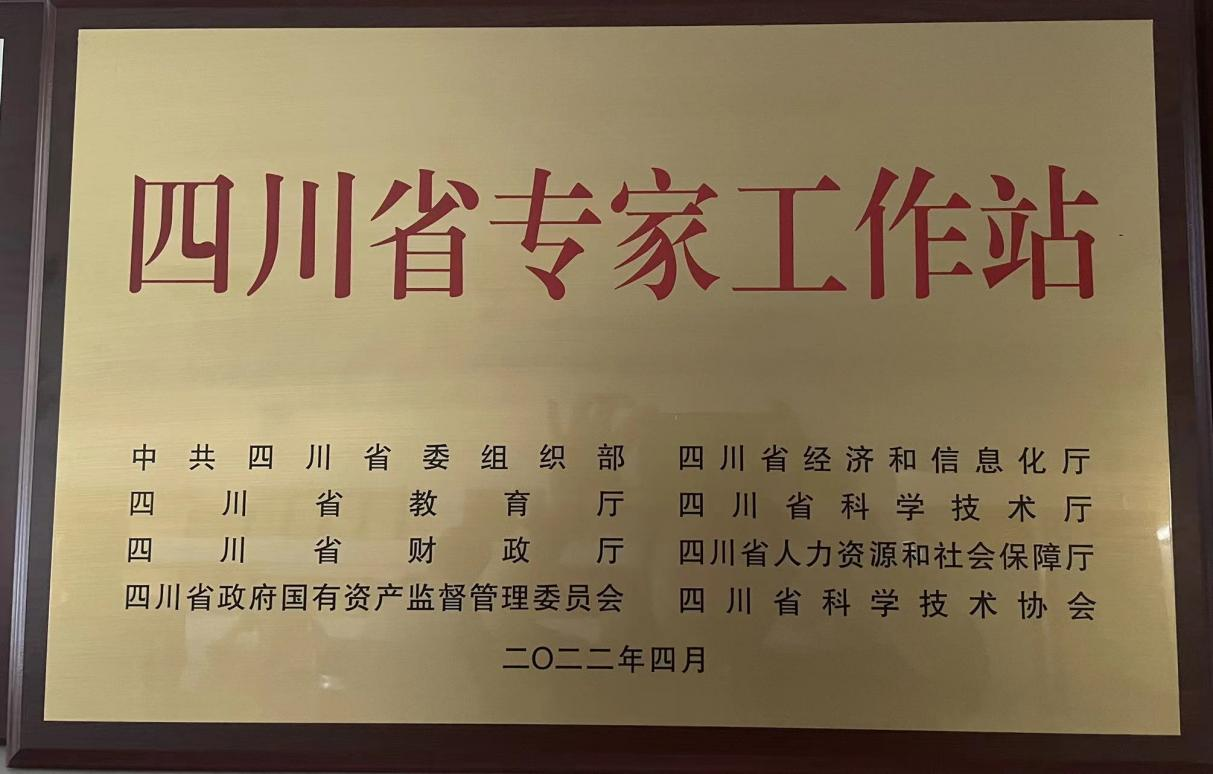 四川省专家工作站
中共四川省委组织部 四川省经济和信息化厅
四川省教育厅 四川省科学技术厅
四川省财政厅 四川省人力资源和社会保障厅
四川省政府国有资产监督管理委员会 四川省科学技术协会
二〇二二年四月